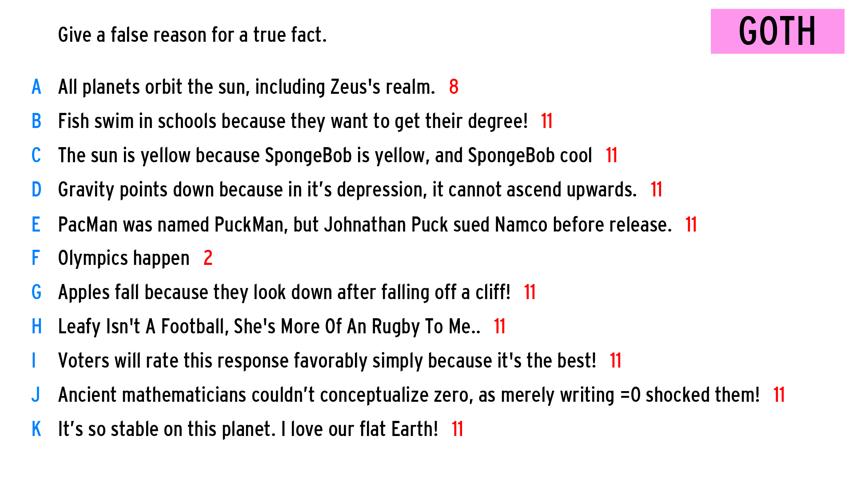 Give a false reason for a true fact.
GOTH
A All planets orbit the sun, including Zeus's realm. 8
B Fish swim in schools because they want to get their degree! 11
C The sun is yellow because SpongeBob is yellow, and SpongeBob cool 11
D Gravity points down because in it’s depression, it cannot ascend upwards. 11
E PacMan was named PuckMan, but Johnathan Puck sued Namco before release. 11
F Olympics happen 2
G Apples fall because they look down after falling off a cliff! 11
H Leafy Isn't A Football, She's More Of An Rugby To Me.. 11
I Voters will rate this response favorably simply because it's the best! 11
J Ancient mathematicians couldn’t conceptualize zero, as merely writing =0 shocked them! 11
K It’s so stable on this planet. I love our flat Earth! 11